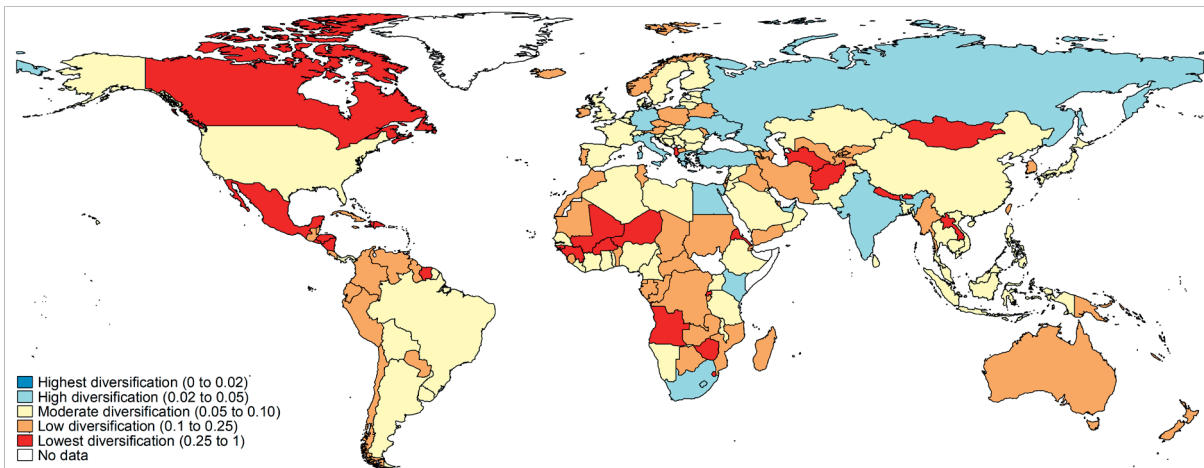 Highest diversification (0 to 0.02)
High diversification (0.02 to 0.05)
Moderate diversification (0.05 to 0.10)
Low diversification (0.1 to 0.25)
Lowest diversification (0.25 to 1)
No data